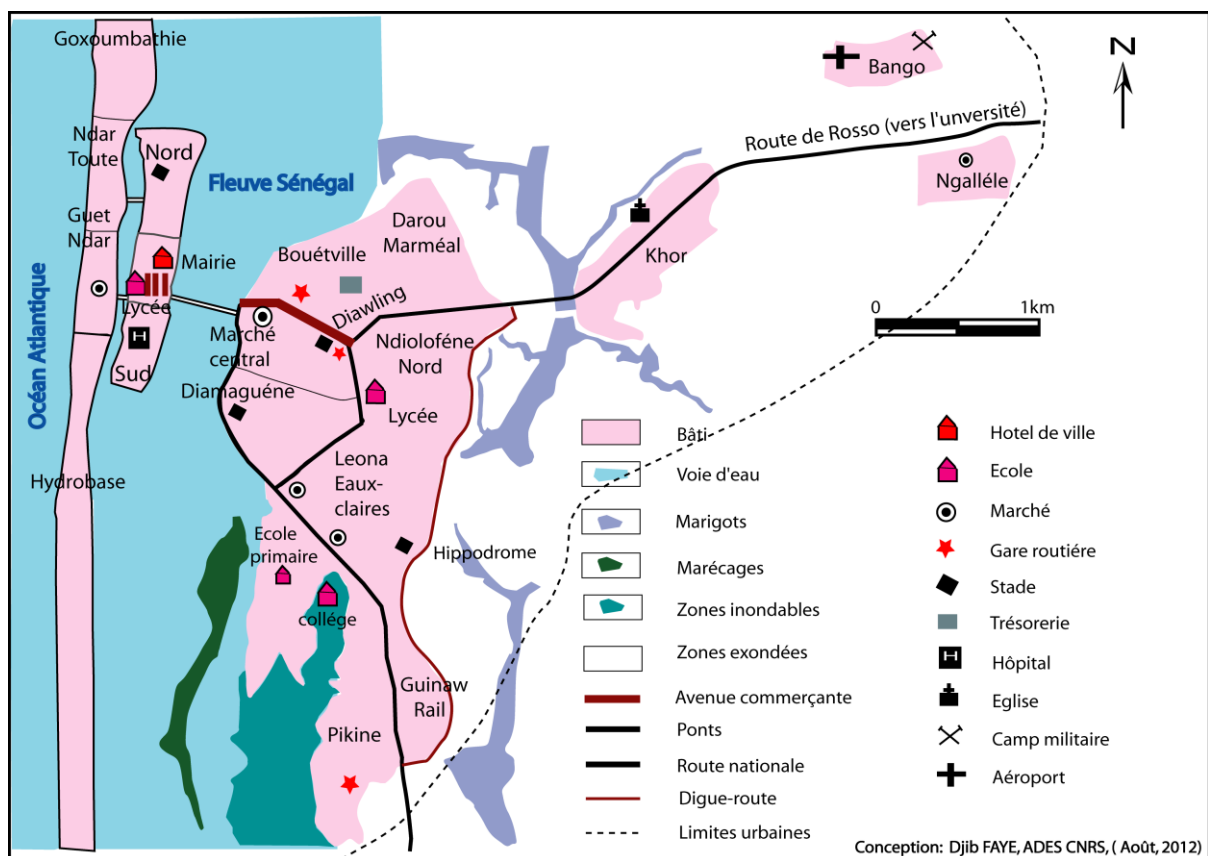 Goxoumbathie
Ndar
Toute
Nord
Fleuve Sénégal
Guet
Ndar
Mairie
Lycée
Sud
Océan Atlantique
Hydrobase
Bouétville
Darou
Marméal
Diawling
Marché
central
Ndioloféne
Nord
Diamaguéne
Lycée
Leona
Eaux-
claires
Ecole
primaire
collége
Hippodrome
Guinaw
Rail
Pikine
Khor
Route de Rosso (vers l'unversité)
Bango
Ngalléle
N
0 1km
Bâti
Voie d'eau
Marigots
Marécages
Zones inondables
Zones exondées
Avenue commerçante
Ponts
Route nationale
Digue-route
Limites urbaines
Hotel de ville
Ecole
Marché
Gare routiére
Stade
Trésorerie
H
H
Hôpital
Eglise
Camp militaire
Aéroport
Conception: Djib FAYE, ADES CNRS, ( Août, 2012)